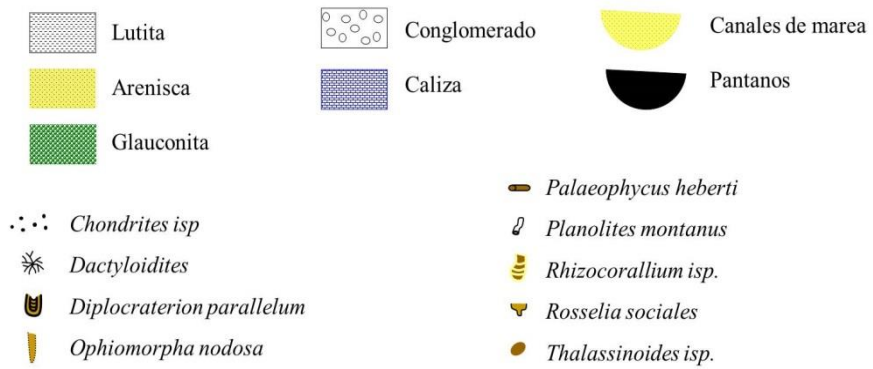 Lutita
Arenisca
Glauconita
Conglomerado
Caliza
Canales de marea
Pantanos
Chondrites isp
Dactyloidites
Diplocraterion parallelum
Ophiomorpha nodosa
Palaeophycus heberti
Planolites montanus
Rhizocorallium isp.
Rosselia sociales
Thalassinoides isp.